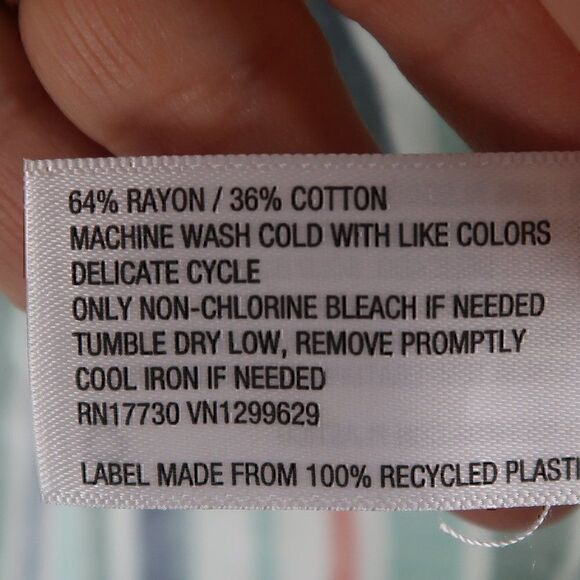 64% RAYON / 36% COTTON
MACHINE WASH COLD WITH LIKE COLORS
DELICATE CYCLE
ONLY NON-CHLORINE BLEACH IF NEEDED
TUMBLE DRY LOW, REMOVE PROMPTLY
COOL IRON IF NEEDED
RN17730 VN1299629
LABEL MADE FROM 100% RECYCLED PLASTI